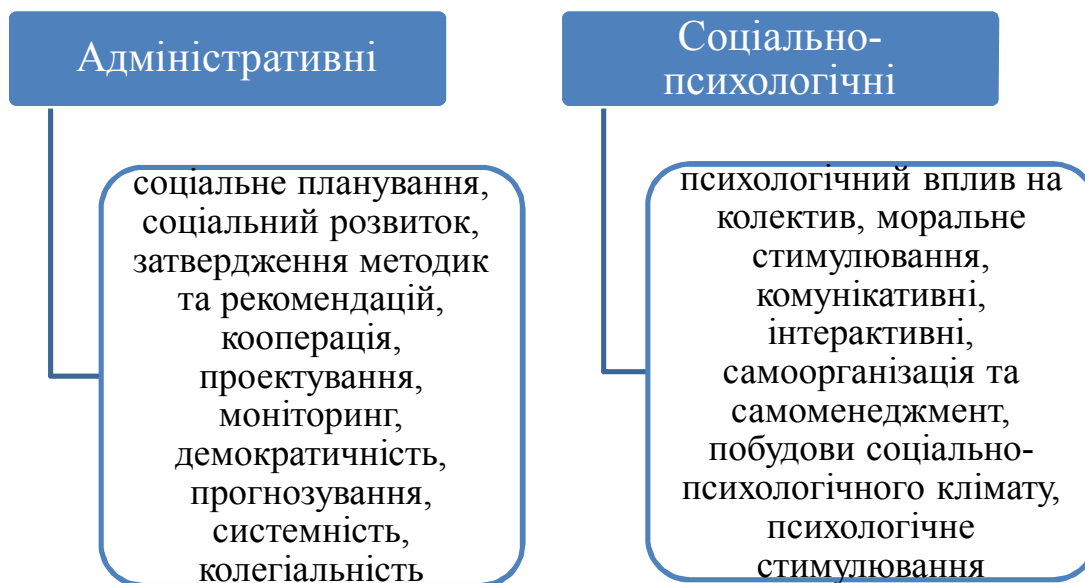 Адміністративні
соціальне планування,
соціальний розвиток,
затвердження методик
та рекомендацій,
кооперація,
проектування,
моніторинг,
демократичність,
прогнозування,
системність,
колегіальність
Соціально-
психологічні
психологічний вплив на
колектив, моральне
стимулювання,
комунікативні,
інтерактивні,
самоорганізація та
самоменеджмент,
побудови соціально-
психологічного клімату,
психологічне
стимулювання